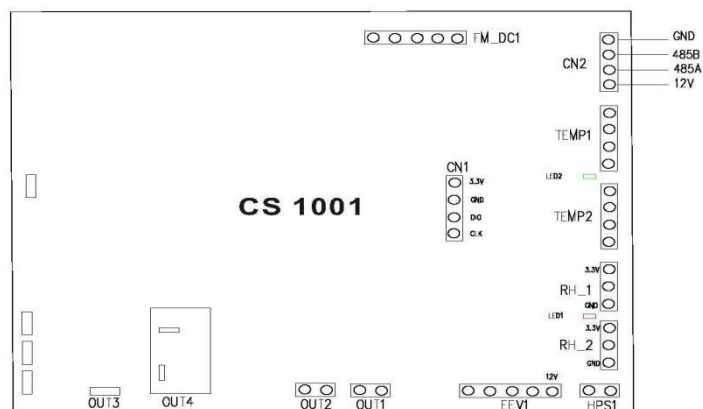 FM_DC1
GND
485B
CN2
485A
12V
TEMP1
CN1
LED2
3.3V
GND
CS 1001
DIO
TEMP2
CLK
3.3V
RH_1
GND
LED1
3.3V
RH_2
GND
12V
OUT3
OUT4
OUT2
OUT1
EEV1
HPS1